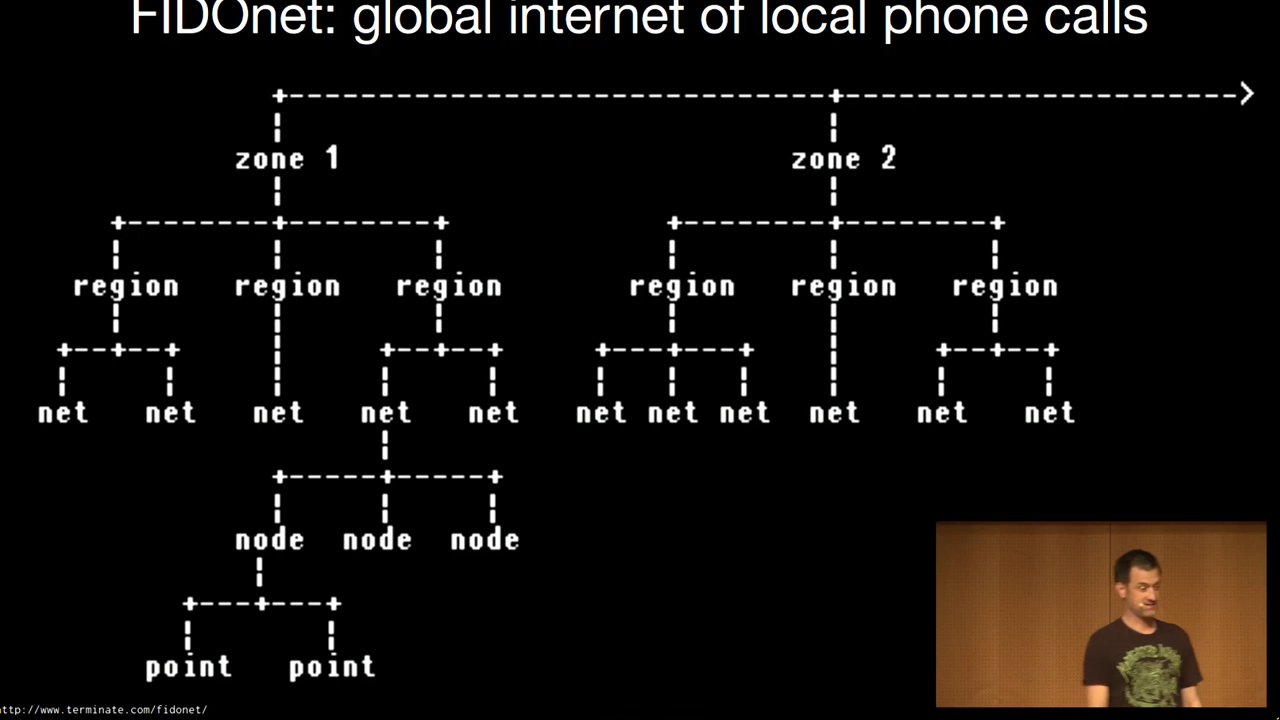 FIDOnet: global internet of local phone calls
zone 1 zone 2
region region region region region region
net net net net net net net net net net net
node node node
point point
http://www.terminate.com/fidonet/